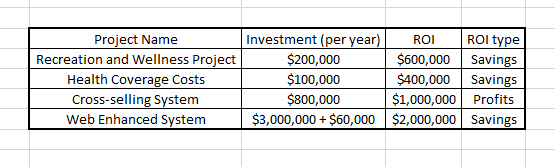 Project Name Investment (per year) ROI ROI type
Recreation and Wellness Project $200,000 $600,000 Savings
Health Coverage Costs $100,000 $400,000 Savings
Cross-selling System $800,000 $1,000,000 Profits
Web Enhanced System $3,000,000 + $60,000 $2,000,000 Savings